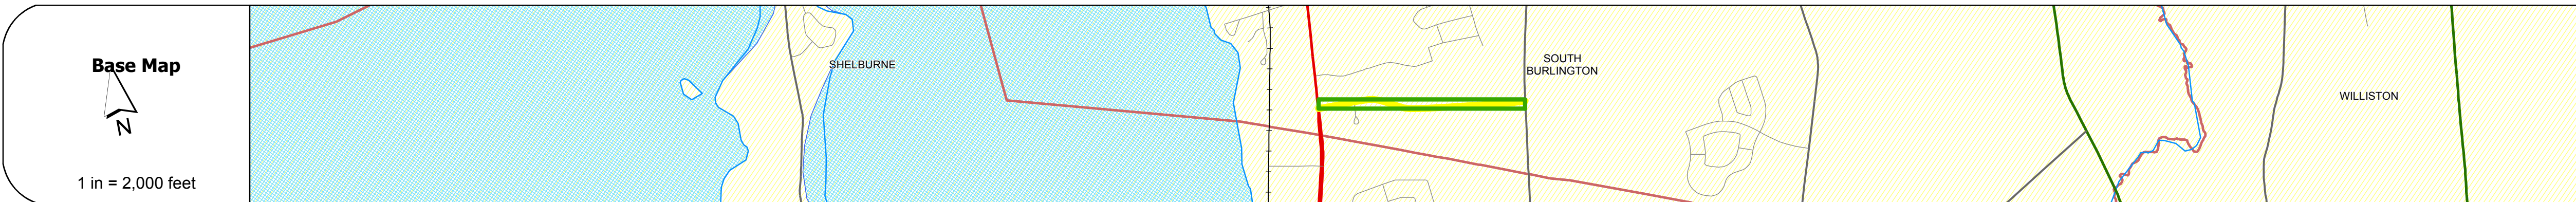 Base Map
N
1 in = 2,000 feet
SHELBURNE
SOUTH
BURLINGTON
WILLISTON